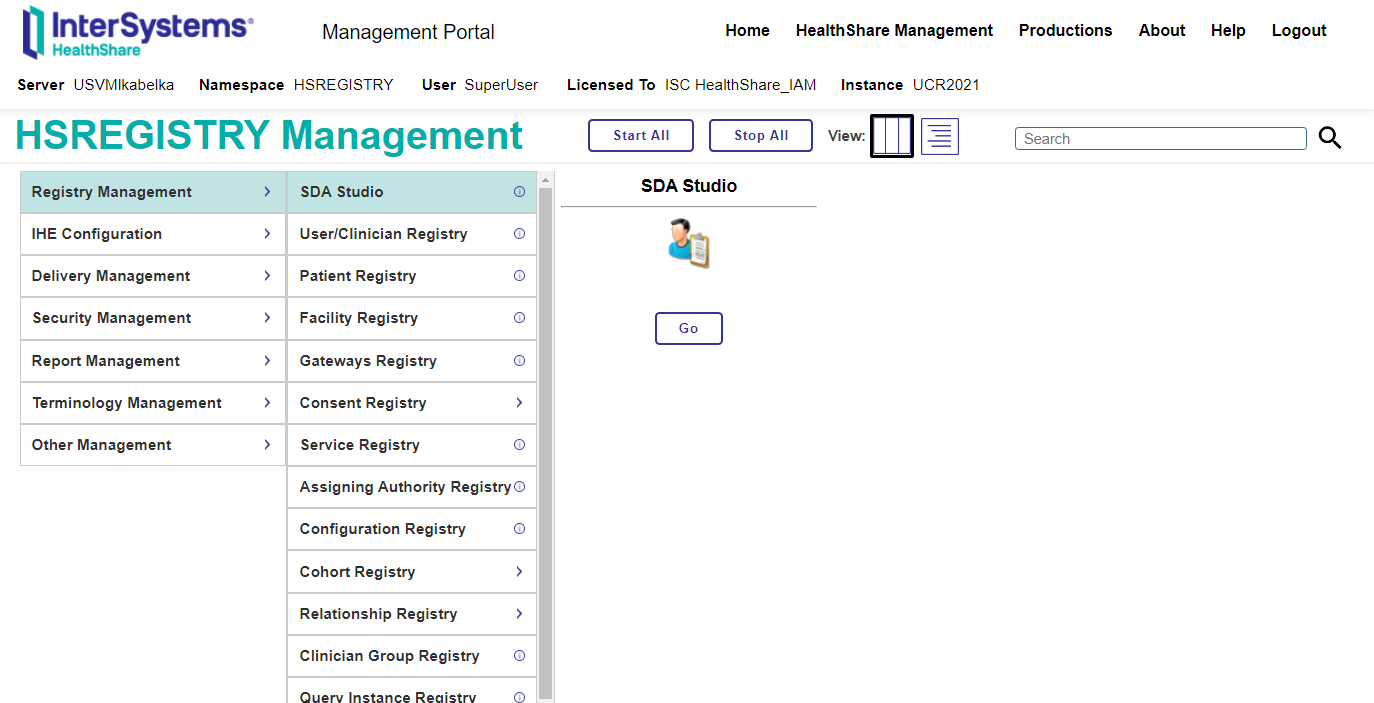 InterSystems®
HealthShare
Management Portal
Home HealthShare Management Productions About Help Logout
Server USVMIkabelka Namespace HSREGISTRY User SuperUser Licensed To ISC HealthShare_IAM Instance UCR2021
HSREGISTRY Management
Start All Stop All View: Search
Registry Management
IHE Configuration
Delivery Management
Security Management
Report Management
Terminology Management
Other Management
SDA Studio
User/Clinician Registry
Patient Registry
Facility Registry
Gateways Registry
Consent Registry
Service Registry
Assigning Authority Registry
Configuration Registry
Cohort Registry
Relationship Registry
Clinician Group Registry
Query Instance Registry
SDA Studio
Go